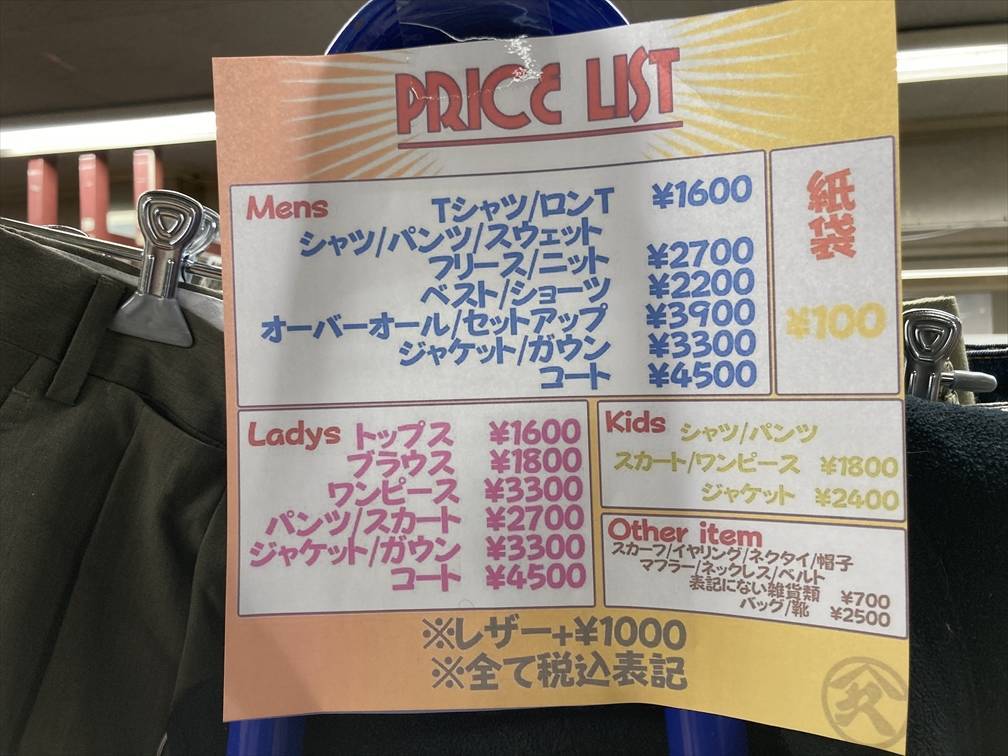 PRICE LIST
Mens
Tシャツ/ロンT ¥1600
シャツ/パンツ/スウェット
フリース/ニット ¥2700
ベスト/ショーツ ¥2200
オーバーオール/セットアップ ¥3900
ジャケット/ガウン ¥3300
コート ¥4500
紙袋
¥100
Ladys
トップス ¥1600
ブラウス ¥1800
ワンピース ¥3300
パンツ/スカート ¥2700
ジャケット/ガウン ¥3300
コート ¥4500
Kids
シャツ/パンツ
スカート/ワンピース ¥1800
ジャケット ¥2400
Other item
スカーフ/イヤリング/ネクタイ/帽子
マフラー/ネックレス/ベルト
表記にない雑貨類 ¥700
バッグ/靴 ¥2500
※レザー+¥1000
※全て税込表記